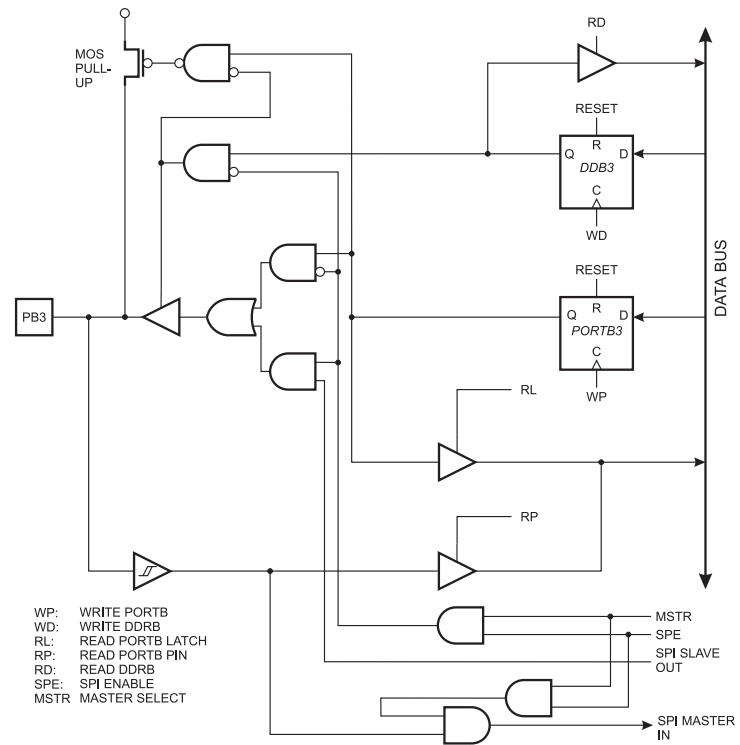 RD
MOS
PULL-
UP
RESET
R
Q
D
DDB3
C
WD
DATA BUS
RESET
R
Q
D
PORTB3
C
WP
PB3
RL
RP
WP: WRITE PORTB
WD: WRITE DDRB
RL: READ PORTB LATCH
RP: READ PORTB PIN
RD: READ DDRB
SPE: SPI ENABLE
MSTR MASTER SELECT
MSTR
SPE
SPI SLAVE
OUT
SPI MASTER
IN